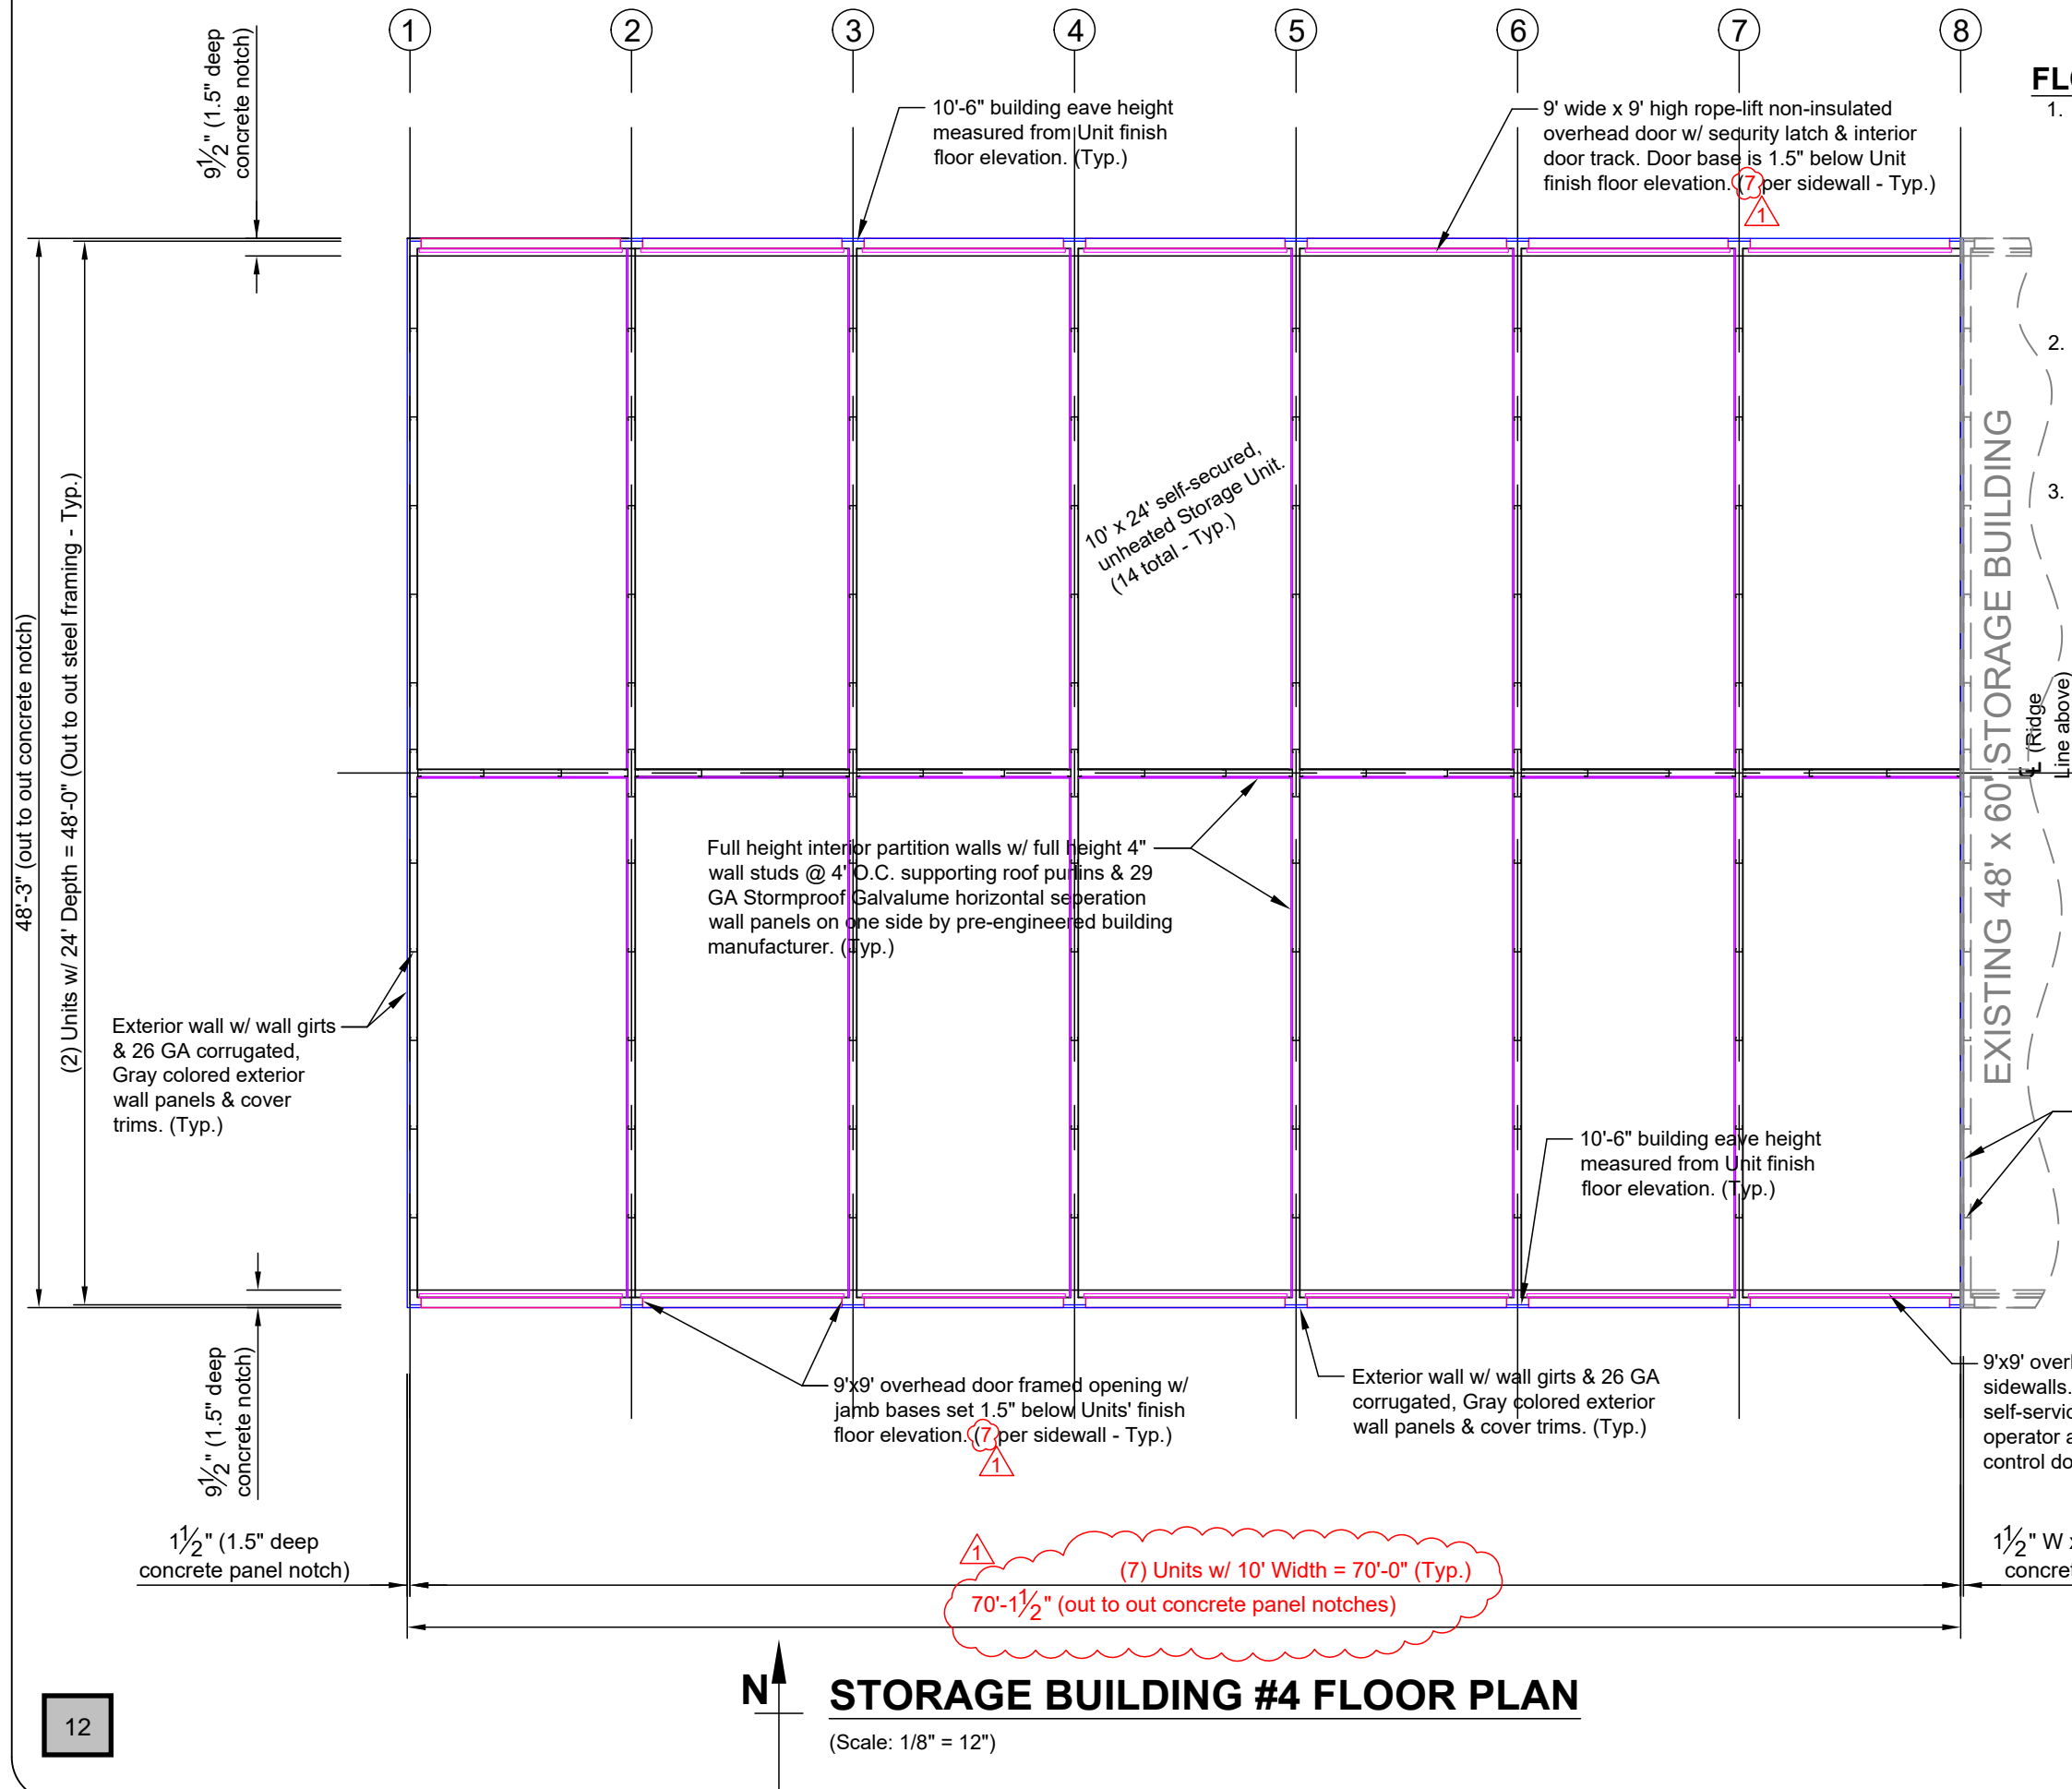 1 2 3 4 5 6 7 8
9 1/2" (1.5" deep
concrete notch)
10'-6" building eave height
measured from Unit finish
floor elevation. (Typ.)
9' wide x 9' high rope-lift non-insulated
overhead door w/ security latch & interior
door track. Door base is 1.5" below Unit
finish floor elevation. (7 per sidewall - Typ.)
1
1.
2.
3.
10' x 24' self-secured,
unheated Storage Unit.
(14 total - Typ.)
48'-3" (out to out concrete notch)
(2) Units w/ 24' Depth = 48'-0" (Out to out steel framing - Typ.)
EXISTING 48' x 60' STORAGE BUILDING
℄ (Ridge
Line above)
Full height interior partition walls w/ full height 4"
wall studs @ 4' O.C. supporting roof purlins & 29
GA Stormproof Galvalume horizontal seperation
wall panels on one side by pre-engineered building
manufacturer. (Typ.)
Exterior wall w/ wall girts
& 26 GA corrugated,
Gray colored exterior
wall panels & cover
trims. (Typ.)
10'-6" building eave height
measured from Unit finish
floor elevation. (Typ.)
9 1/2" (1.5" deep
concrete notch)
9'x9' overhead door framed opening w/
jamb bases set 1.5" below Units' finish
floor elevation. (7 per sidewall - Typ.)
1
Exterior wall w/ wall girts & 26 GA
corrugated, Gray colored exterior
wall panels & cover trims. (Typ.)
9'x9'
sidewalls.
operator
control
1 1/2" (1.5" deep
concrete panel notch)
1
(7) Units w/ 10' Width = 70'-0" (Typ.)
70'-1 1/2" (out to out concrete panel notches)
1 1/2" W
N
STORAGE BUILDING #4 FLOOR PLAN
(Scale: 1/8" = 12")
12